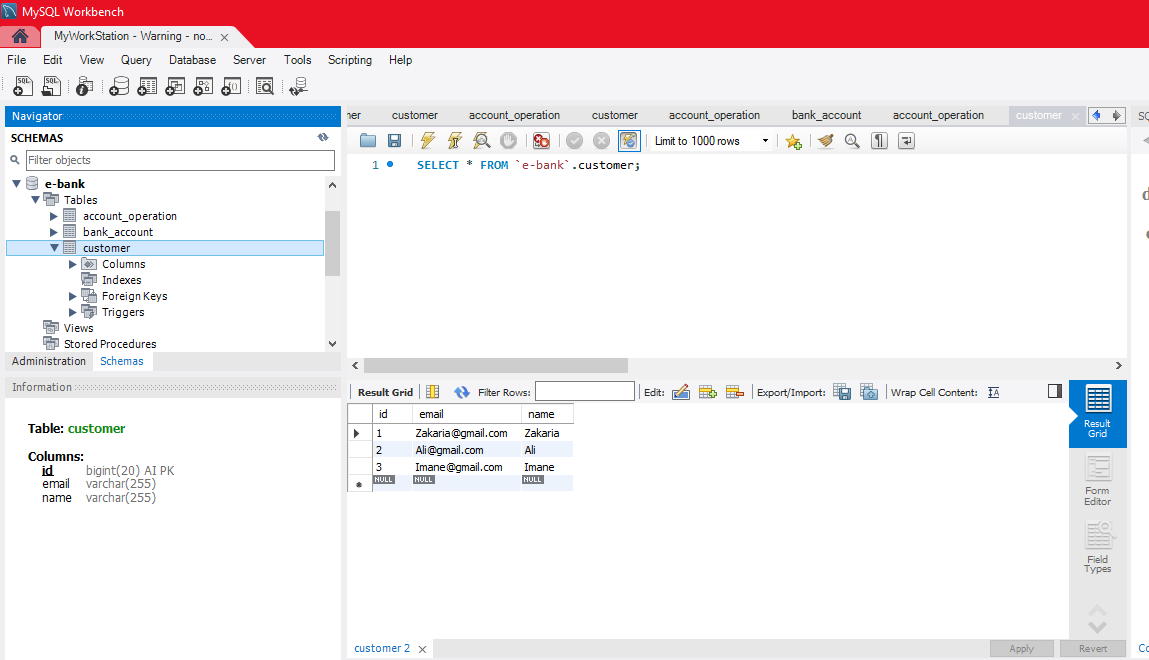 MySQL Workbench
MyWorkStation - Warning - no...
File Edit View Query Database Server Tools Scripting Help
Navigator
SCHEMAS
Filter objects
e-bank
Tables
account_operation
bank_account
customer
Columns
Indexes
Foreign Keys
Triggers
Views
Stored Procedures
Administration Schemas
Information
Table: customer
Columns:
id bigint(20) AI PK
email varchar(255)
name varchar(255)
ner customer account_operation customer account_operation bank_account account_operation customer
Limit to 1000 rows
1 SELECT * FROM `e-bank`.customer;
Result Grid Filter Rows: Edit: Export/Import: Wrap Cell Content:
id email name
1 Zakaria@gmail.com Zakaria
2 Ali@gmail.com Ali
3 Imane@gmail.com Imane
NULL NULL NULL
Result
Grid
Form
Editor
Field
Types
customer 2
Apply Revert